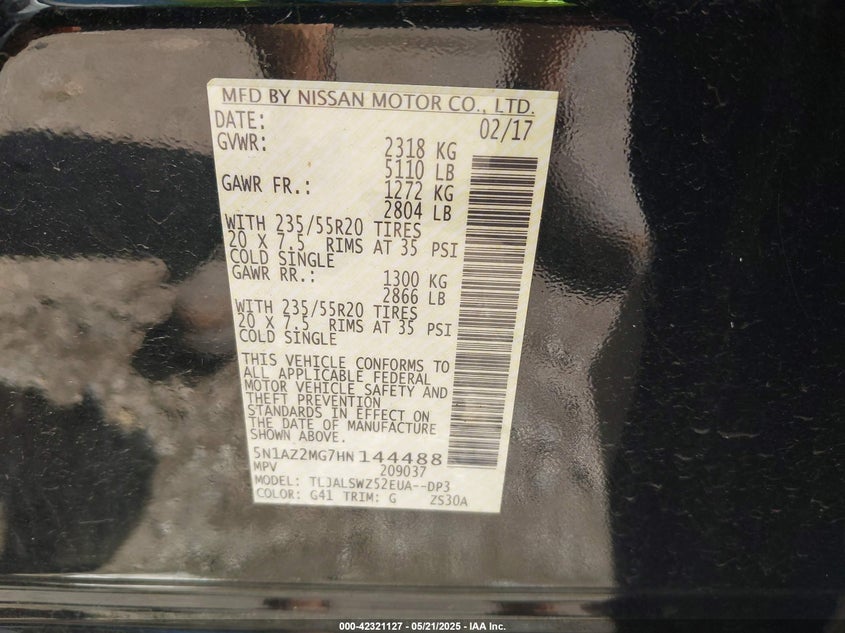 MFD BY NISSAN MOTOR CO., LTD.
DATE: 02/17
GVWR: 2318 KG
5110 LB
GAWR FR.: 1272 KG
2804 LB
WITH 235/55R20 TIRES
20 X 7.5 RIMS AT 35 PSI
COLD SINGLE
GAWR RR.: 1300 KG
2866 LB
WITH 235/55R20 TIRES
20 X 7.5 RIMS AT 35 PSI
COLD SINGLE
THIS VEHICLE CONFORMS TO
ALL APPLICABLE FEDERAL
MOTOR VEHICLE SAFETY AND
THEFT PREVENTION
STANDARDS IN EFFECT ON
THE DATE OF MANUFACTURE
SHOWN ABOVE.
5N1AZ2MG7HN144488
MPV 209037
MODEL: TLJALSWZ52EUA--DP3
COLOR: G41 TRIM: G ZS30A
000-42321127 - 05/21/2025 - IAA Inc.